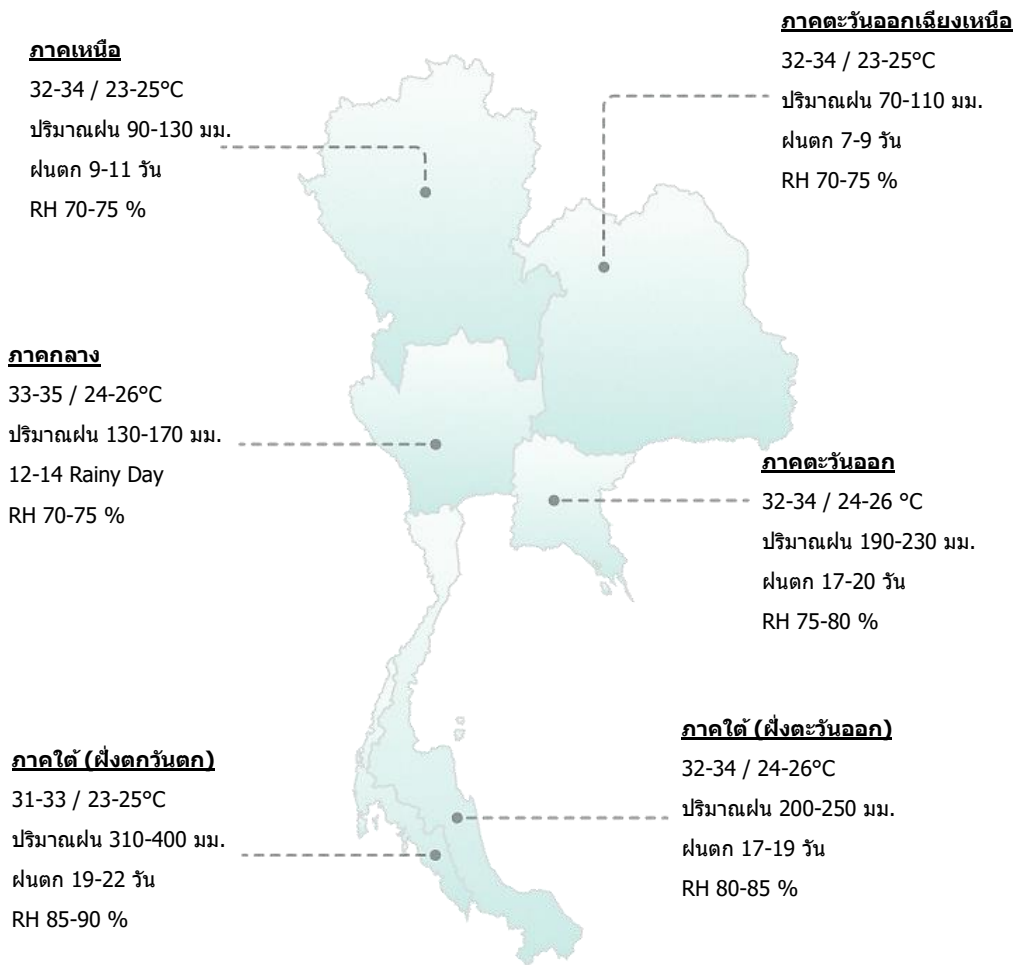 ภาคเหนือ
32-34 / 23-25°C
ปริมาณฝน 90-130 มม.
ฝนตก 9-11 วัน
RH 70-75 %
ภาคตะวันออกเฉียงเหนือ
32-34 / 23-25°C
ปริมาณฝน 70-110 มม.
ฝนตก 7-9 วัน
RH 70-75 %
ภาคกลาง
33-35 / 24-26°C
ปริมาณฝน 130-170 มม.
12-14 Rainy Day
RH 70-75 %
ภาคตะวันออก
32-34 / 24-26 °C
ปริมาณฝน 190-230 มม.
ฝนตก 17-20 วัน
RH 75-80 %
ภาคใต้ (ฝั่งตกวันตก)
31-33 / 23-25°C
ปริมาณฝน 310-400 มม.
ฝนตก 19-22 วัน
RH 85-90 %
ภาคใต้ (ฝั่งตะวันออก)
32-34 / 24-26°C
ปริมาณฝน 200-250 มม.
ฝนตก 17-19 วัน
RH 80-85 %